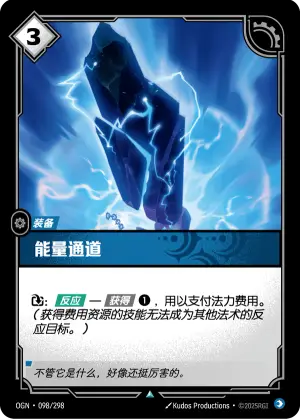 3
装备
能量通道
: 反应 — 获得 1，用以支付法力费用。
（获得费用资源的技能无法成为其他法术的反
应目标。）
不管它是什么，好像还挺厉害的。
OGN • 098/298
Kudos Productions • ©2025RGI